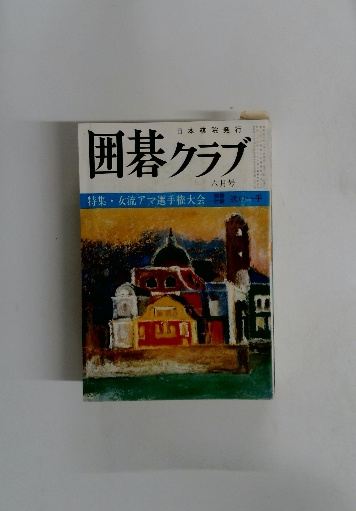 日本棋院発行
囲碁クラブ
六月号
特集・女流アマ選手権大会